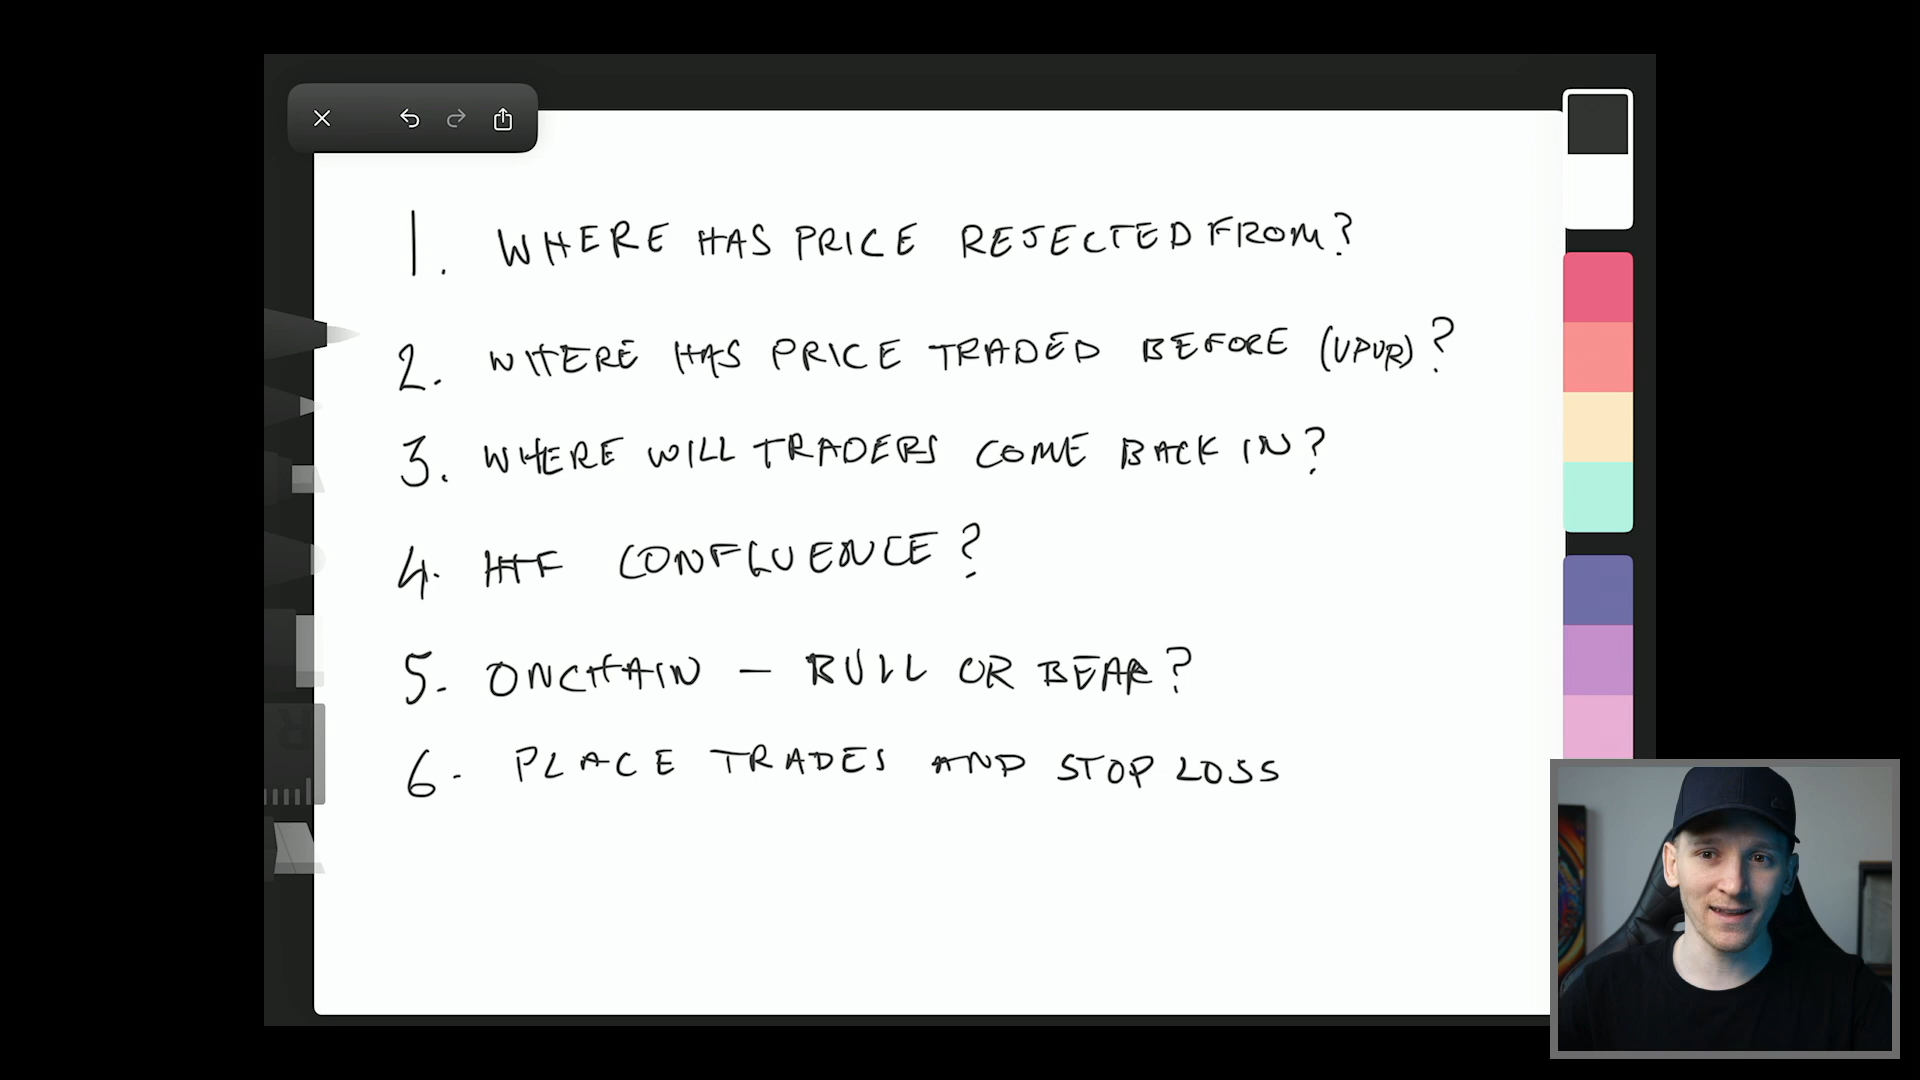 1. WHERE HAS PRICE REJECTED FROM?
2. WHERE HAS PRICE TRADED BEFORE (VPVR)?
3. WHERE WILL TRADERS COME BACK IN?
4. HTF CONFLUENCE?
5. ONCHAIN – BULL OR BEAR?
6. PLACE TRADES AND STOP LOSS